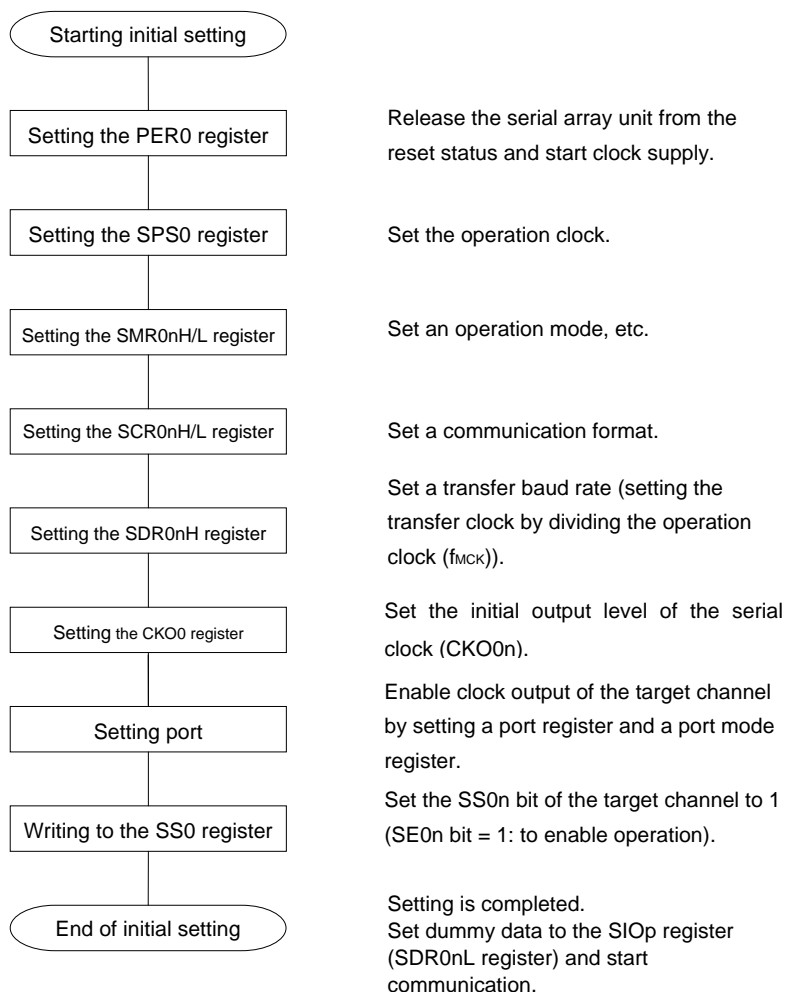 Starting initial setting
Setting the PER0 register
Release the serial array unit from the
reset status and start clock supply.
Setting the SPS0 register
Set the operation clock.
Setting the SMR0nH/L register
Set an operation mode, etc.
Setting the SCR0nH/L register
Set a communication format.
Setting the SDR0nH register
Set a transfer baud rate (setting the
transfer clock by dividing the operation
clock (fMCK)).
Setting the CKO0 register
Set the initial output level of the serial
clock (CKO0n).
Setting port
Enable clock output of the target channel
by setting a port register and a port mode
register.
Writing to the SS0 register
Set the SS0n bit of the target channel to 1
(SE0n bit = 1: to enable operation).
End of initial setting
Setting is completed.
Set dummy data to the SIOp register
(SDR0nL register) and start
communication.